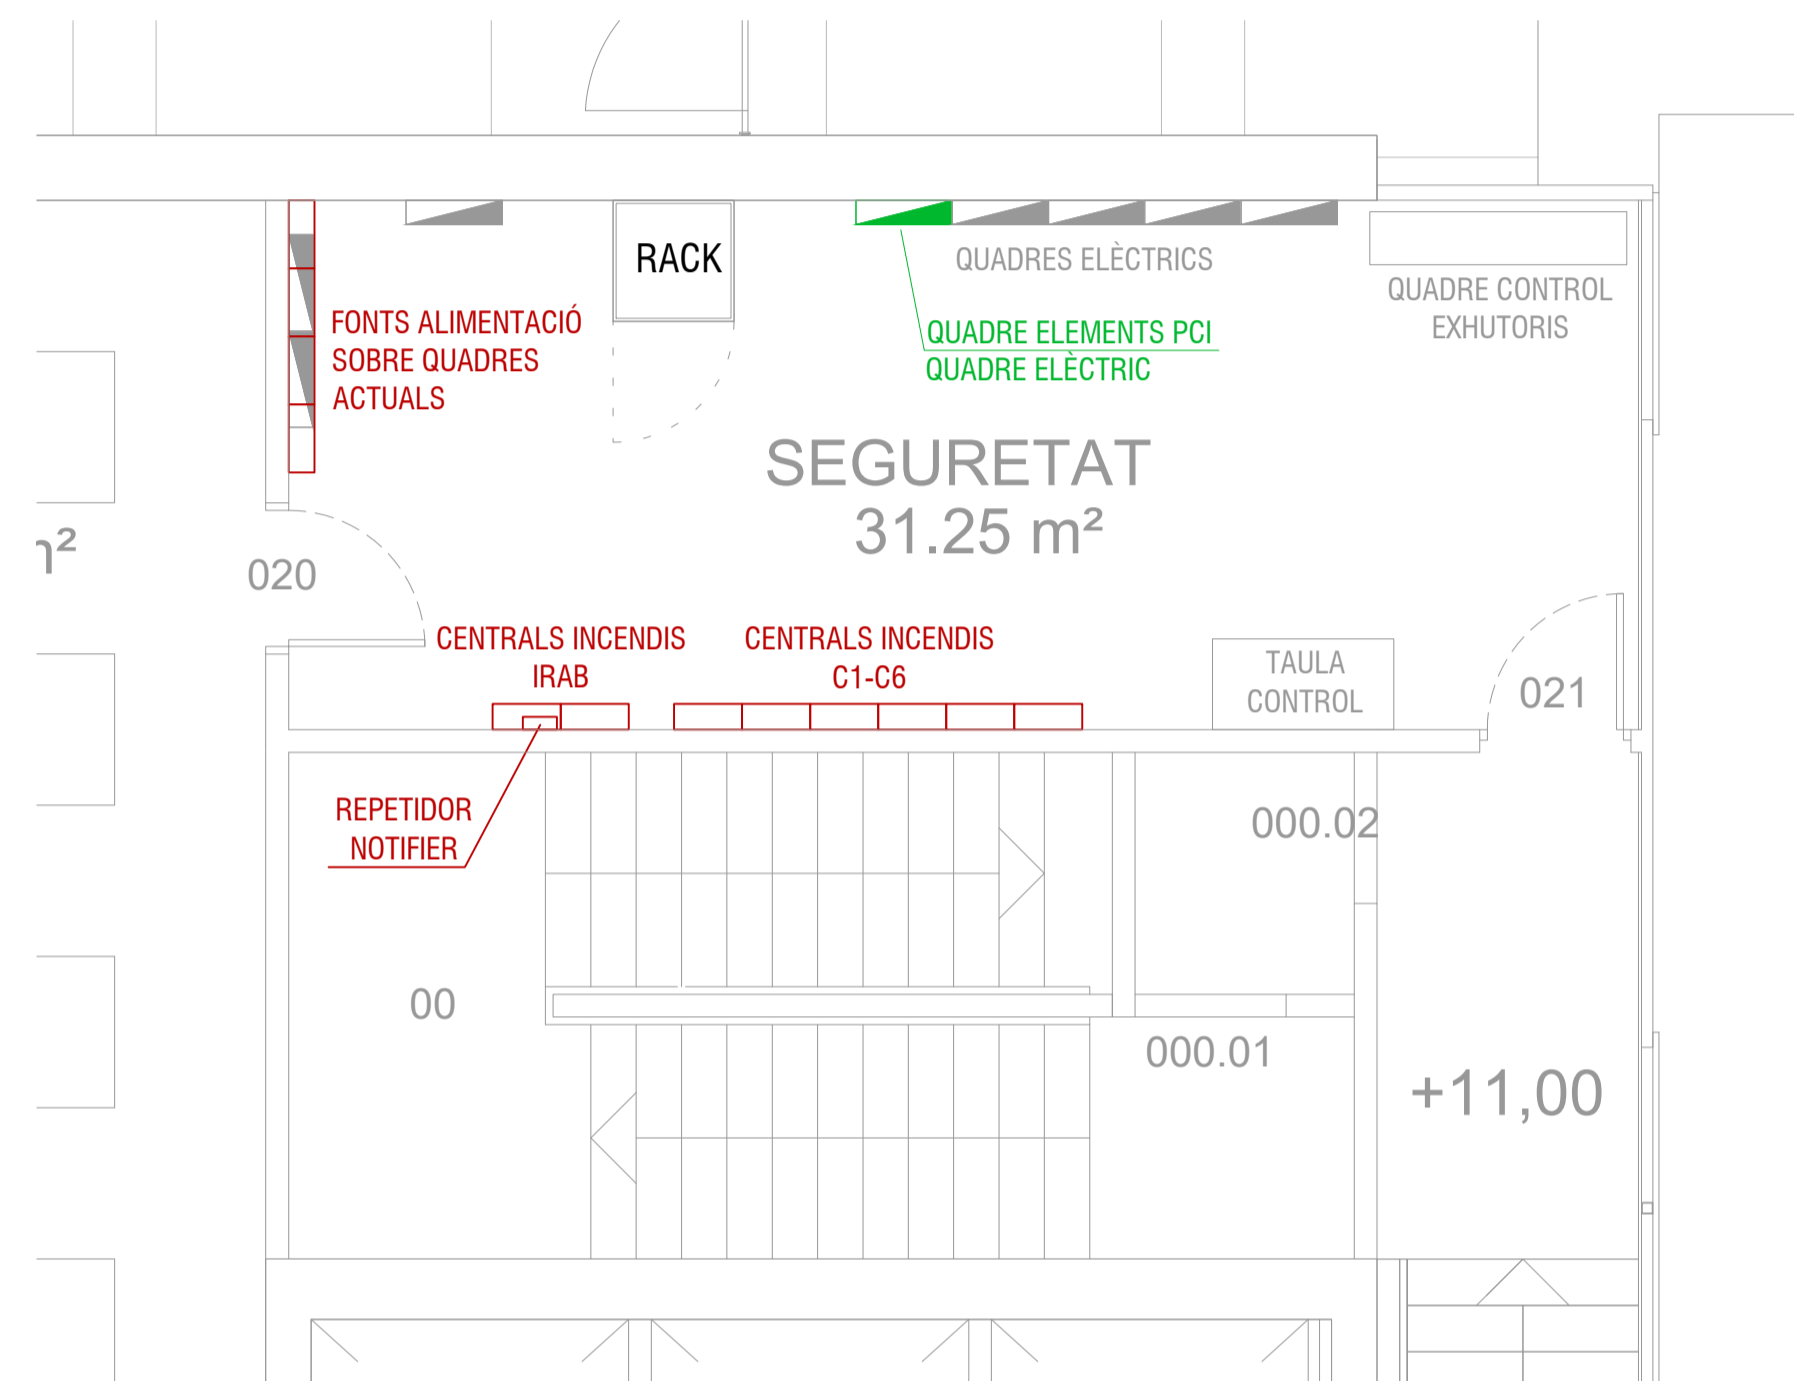 RACK
QUADRES ELÈCTRICS
QUADRE CONTROL
EXHUTORIS
FONTS ALIMENTACIÓ
SOBRE QUADRES
ACTUALS
QUADRE ELEMENTS PCI
QUADRE ELÈCTRIC
SEGURETAT
31.25 m²
m²
020
CENTRALS INCENDIS
IRAB
CENTRALS INCENDIS
C1-C6
TAULA
CONTROL
021
REPETIDOR
NOTIFIER
000.02
00
000.01
+11,00